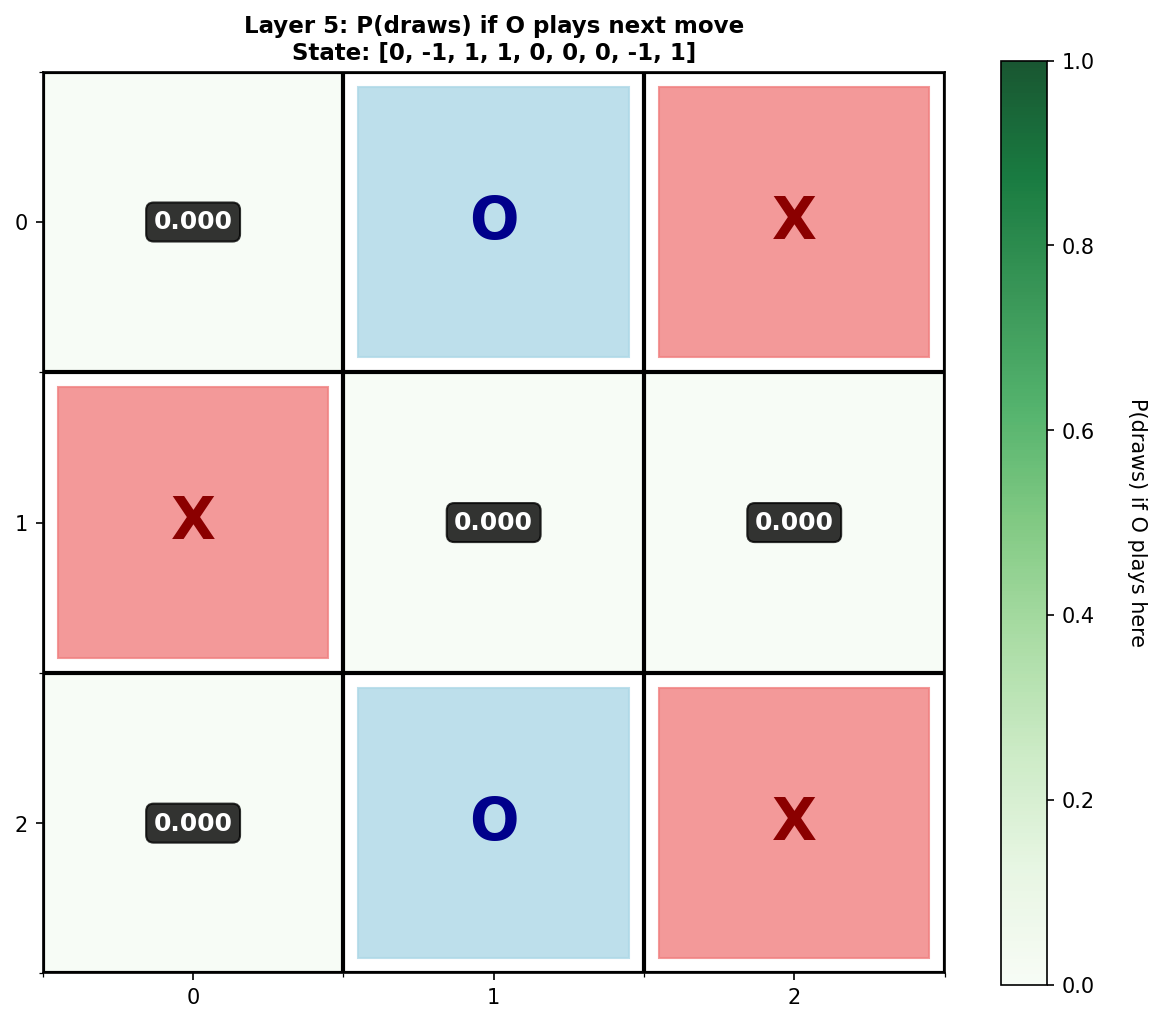 Layer 5: P(draws) if O plays next move
State: [0, -1, 1, 1, 0, 0, 0, -1, 1]
0
0.000
O
X
1
X
0.000
0.000
2
0.000
O
X
0
1
2
1.0
0.8
0.6
0.4
0.2
0.0
P(draws) if O plays here